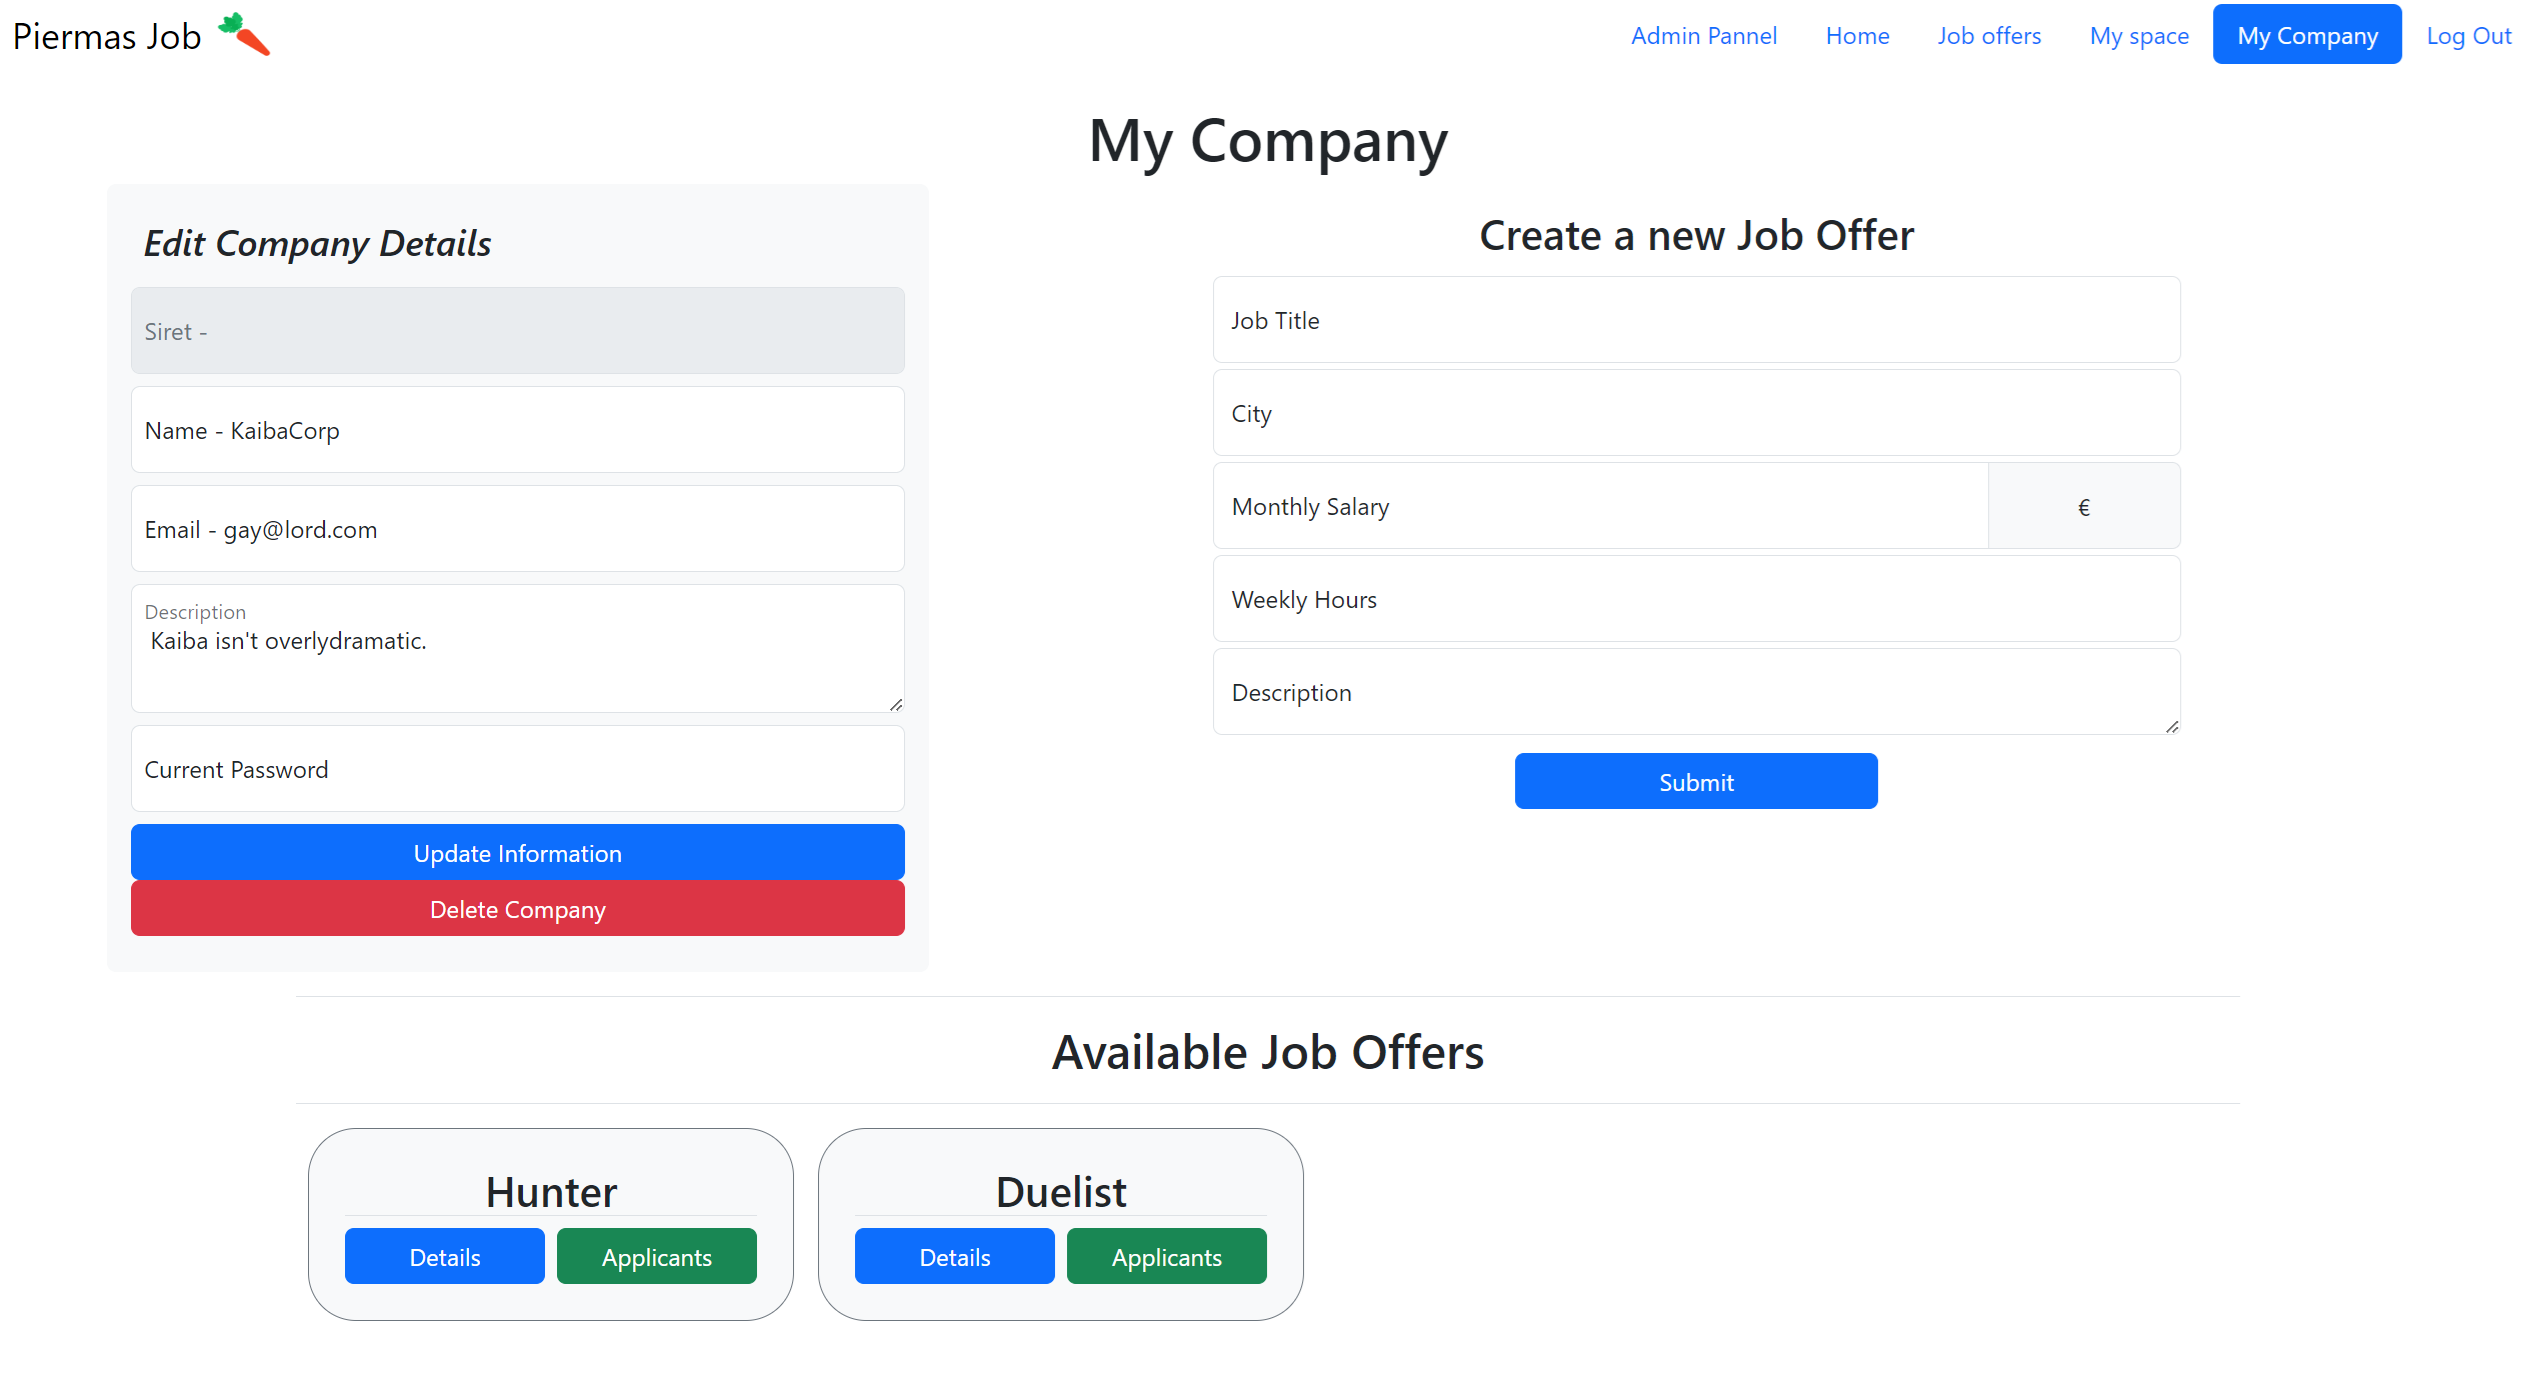 Piermas Job
Admin Pannel
Home
Job offers
My space
My Company
Log Out
My Company
Edit Company Details
Siret -
Name - KaibaCorp
Email - gay@lord.com
Description
Kaiba isn't overlydramatic.
Current Password
Update Information
Delete Company
Create a new Job Offer
Job Title
City
Monthly Salary
€
Weekly Hours
Description
Submit
Available Job Offers
Hunter
Details
Applicants
Duelist
Details
Applicants